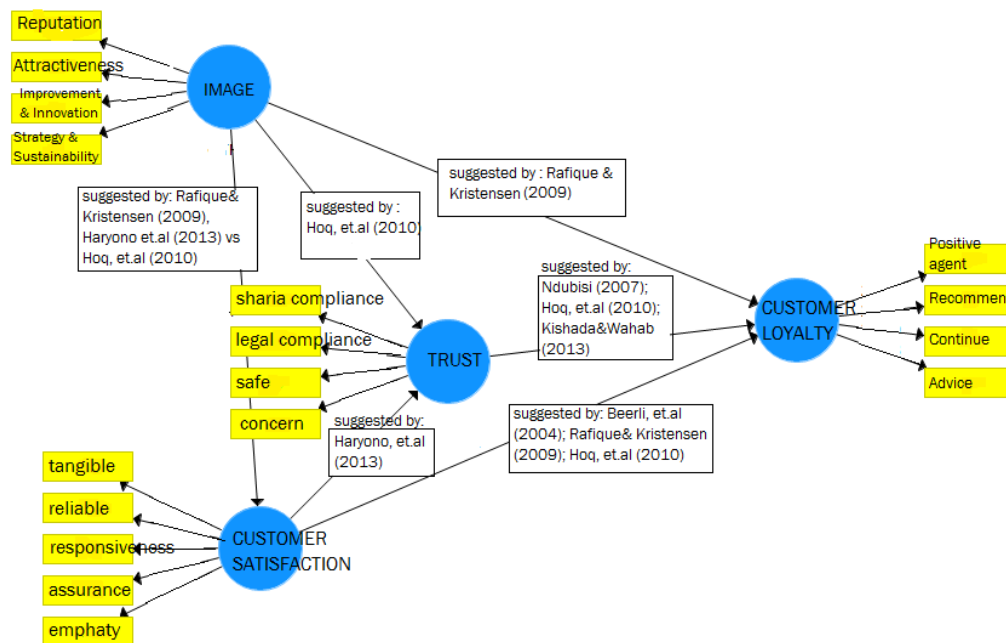 Reputation
Attractiveness
Improvement
& Innovation
Strategy &
Sustainability
IMAGE
suggested by : Rafique &
Kristensen (2009)
suggested by: Rafique&
Kristensen (2009),
Haryono et.al (2013) vs
Hoq, et.al (2010)
suggested by :
Hoq, et.al (2010)
suggested by:
Ndubisi (2007);
Hoq, et.al (2010);
Kishada&Wahab
(2013)
sharia compliance
legal compliance
safe
concern
TRUST
CUSTOMER
LOYALTY
Positive
agent
Recommen
Continue
Advice
suggested by:
Haryono, et.al
(2013)
suggested by: Beerli, et.al
(2004); Rafique& Kristensen
(2009); Hoq, et.al (2010)
tangible
reliable
responsiveness
assurance
emphaty
CUSTOMER
SATISFACTION